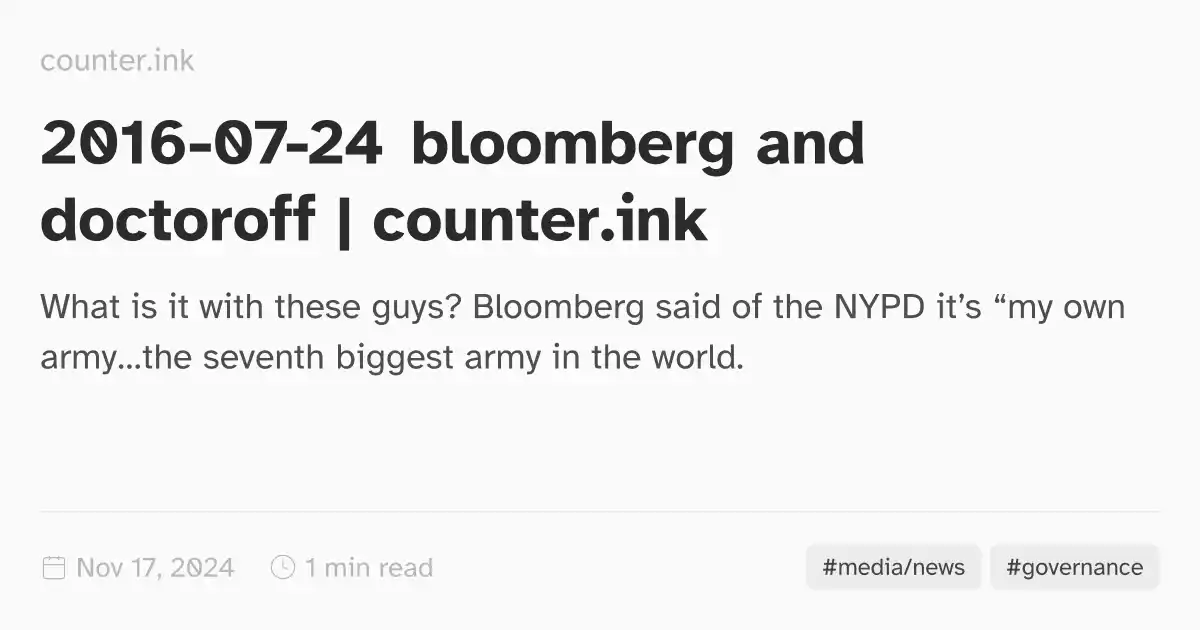 counter.ink
2016-07-24 bloomberg and
doctoroff | counter.ink
What is it with these guys? Bloomberg said of the NYPD it’s “my own
army…the seventh biggest army in the world.
Nov 17, 2024 1 min read #media/news #governance